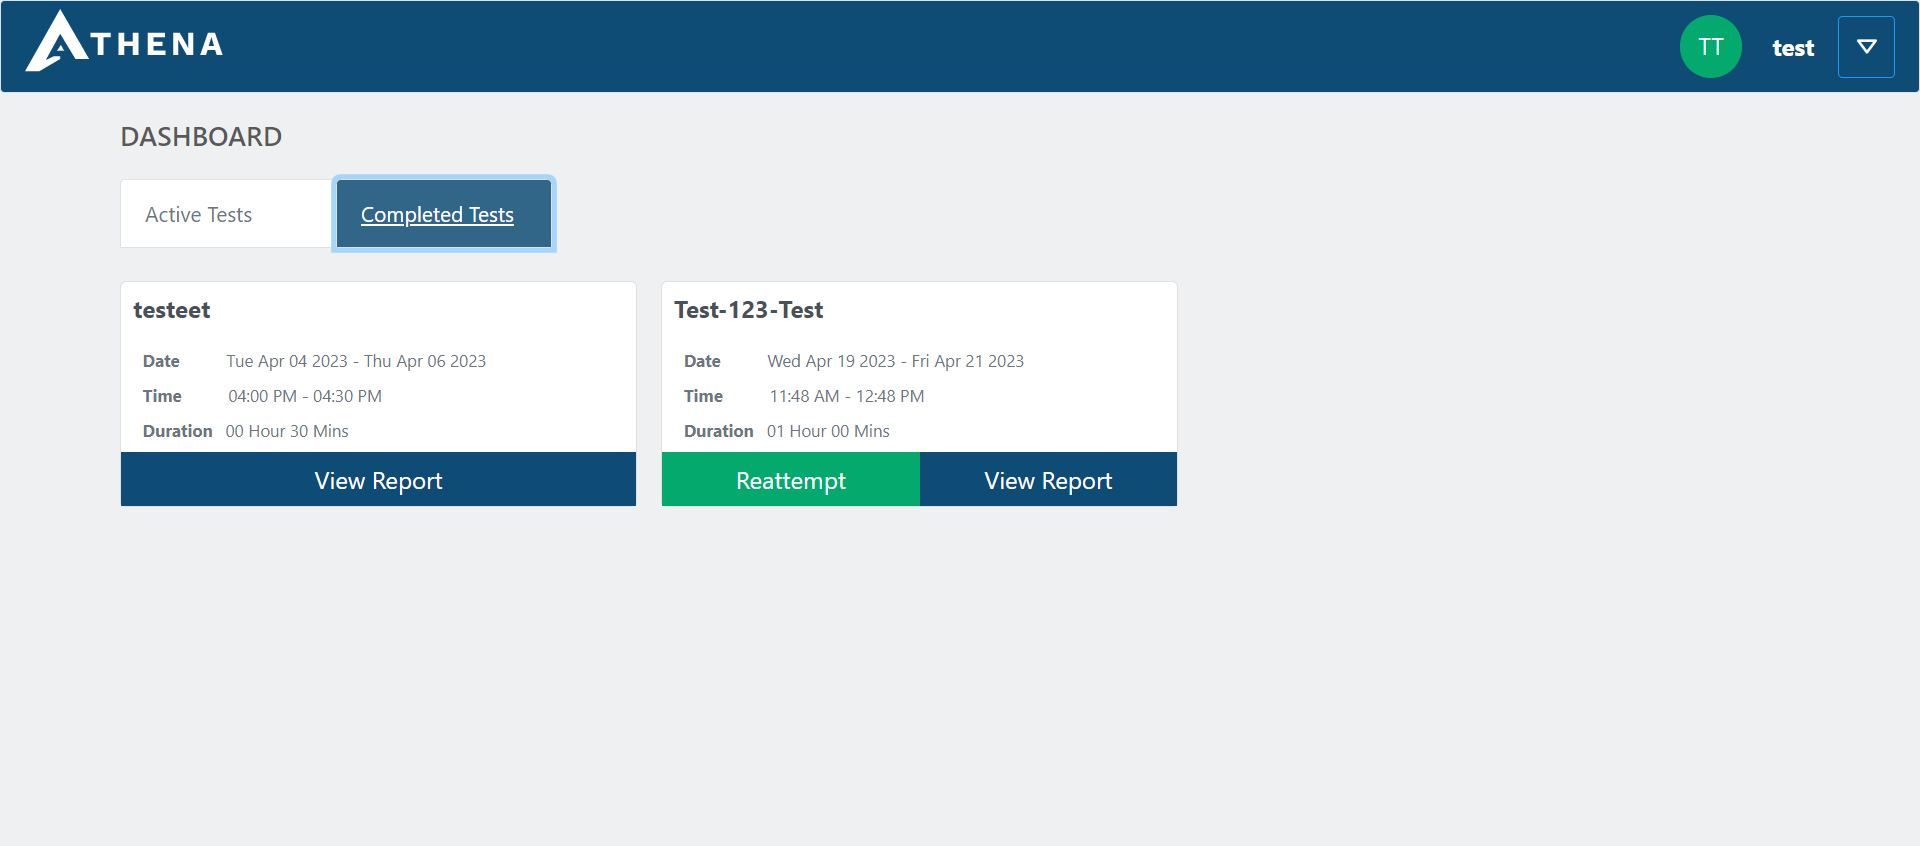 ATHENA
TT
test
DASHBOARD
Active Tests
Completed Tests
testeet
Date Tue Apr 04 2023 - Thu Apr 06 2023
Time 04:00 PM - 04:30 PM
Duration 00 Hour 30 Mins
View Report
Test-123-Test
Date Wed Apr 19 2023 - Fri Apr 21 2023
Time 11:48 AM - 12:48 PM
Duration 01 Hour 00 Mins
Reattempt View Report